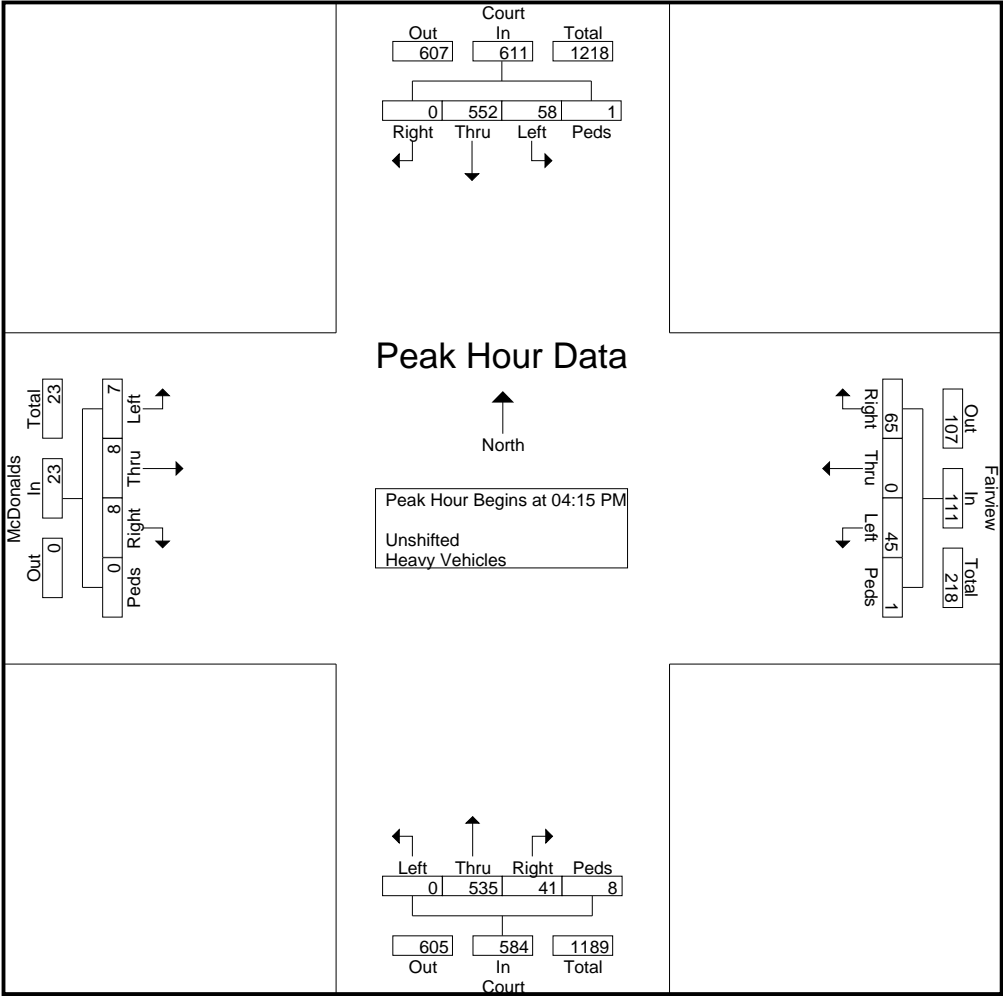 Court
Out In Total
607 611 1218
0 552 58 1
Right Thru Left Peds
Peak Hour Data
North
Peak Hour Begins at 04:15 PM
Unshifted
Heavy Vehicles
McDonalds
Out In Total
0 23 23
7 8 8 0
Left Thru Right Peds
Fairview
Out In Total
107 111 218
65 0 45 1
Right Thru Left Peds
Left Thru Right Peds
0 535 41 8
605 584 1189
Out In Total
Court